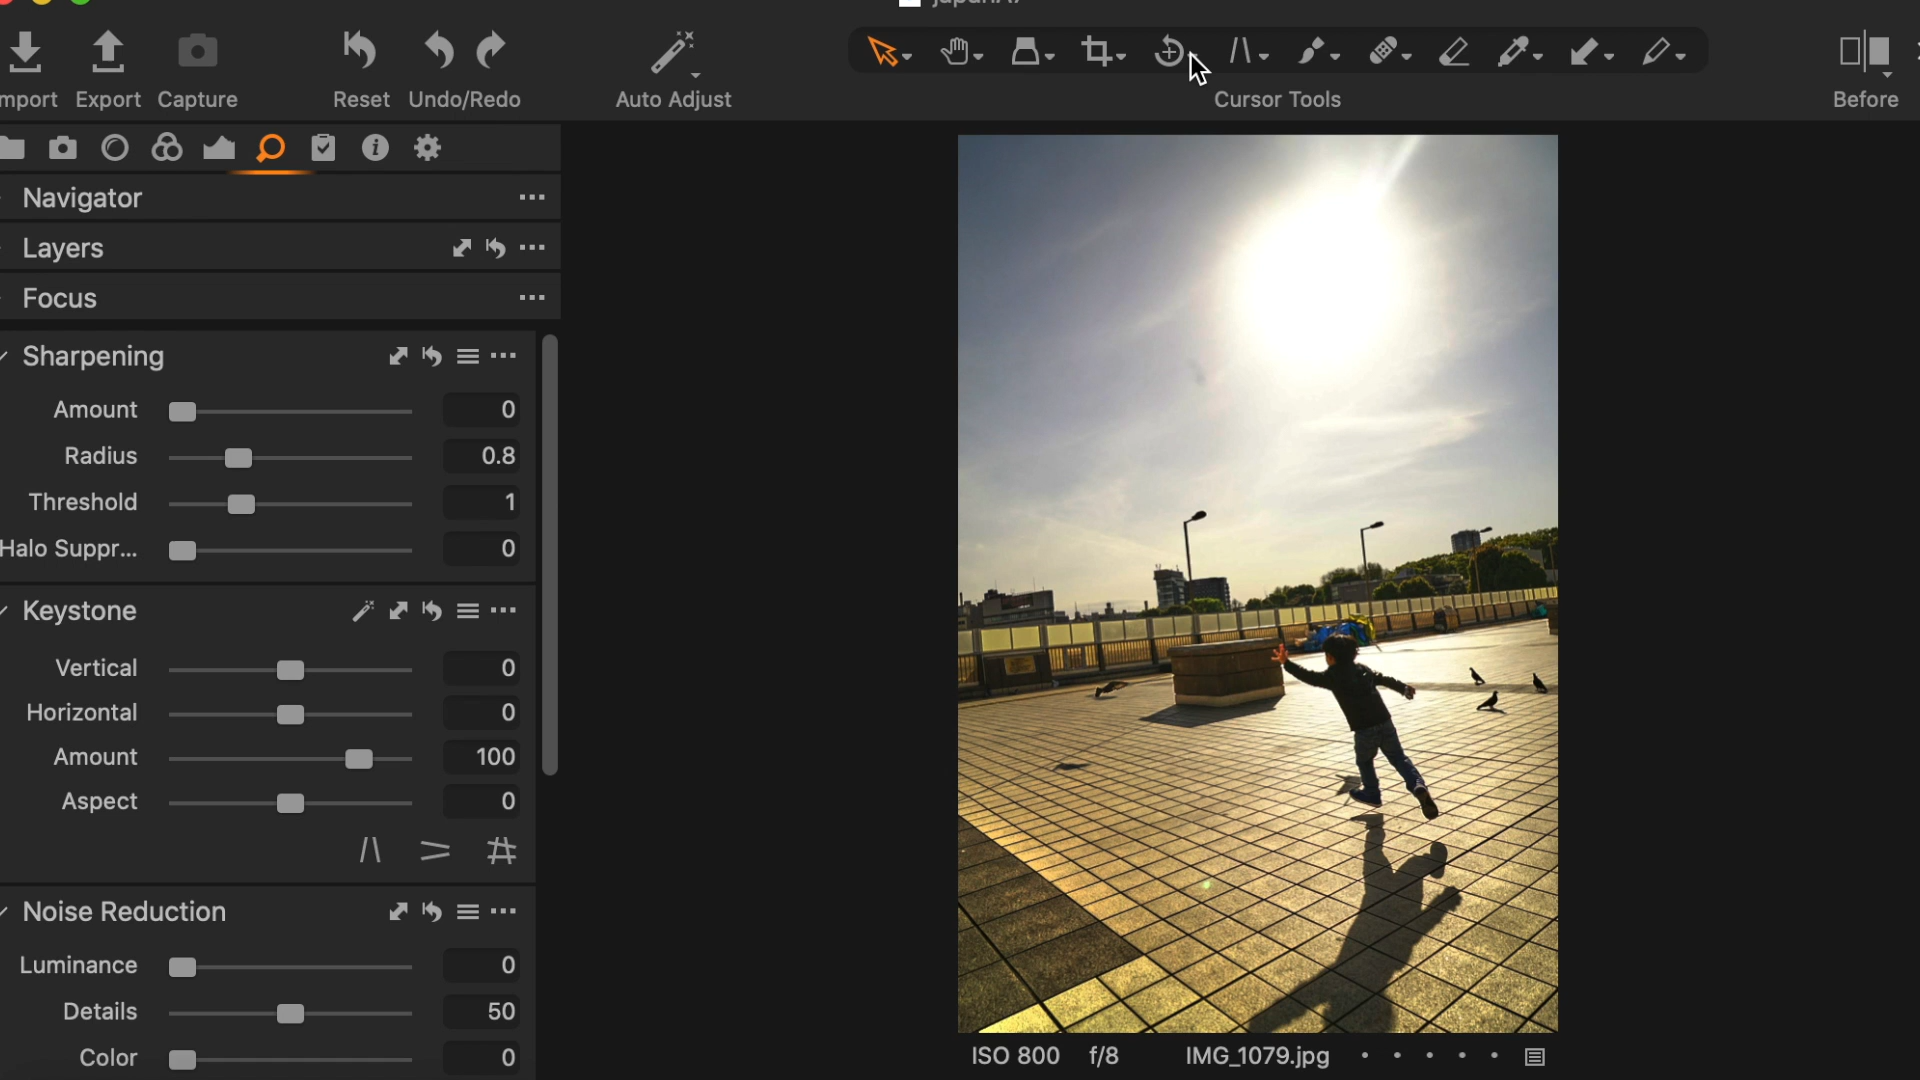 mport Export Capture Reset Undo/Redo Auto Adjust Cursor Tools Before
Navigator
Layers
Focus
Sharpening
Amount 0
Radius 0.8
Threshold 1
Halo Suppr... 0
Keystone
Vertical 0
Horizontal 0
Amount 100
Aspect 0
Noise Reduction
Luminance 0
Details 50
Color 0
ISO 800 f/8 IMG_1079.jpg